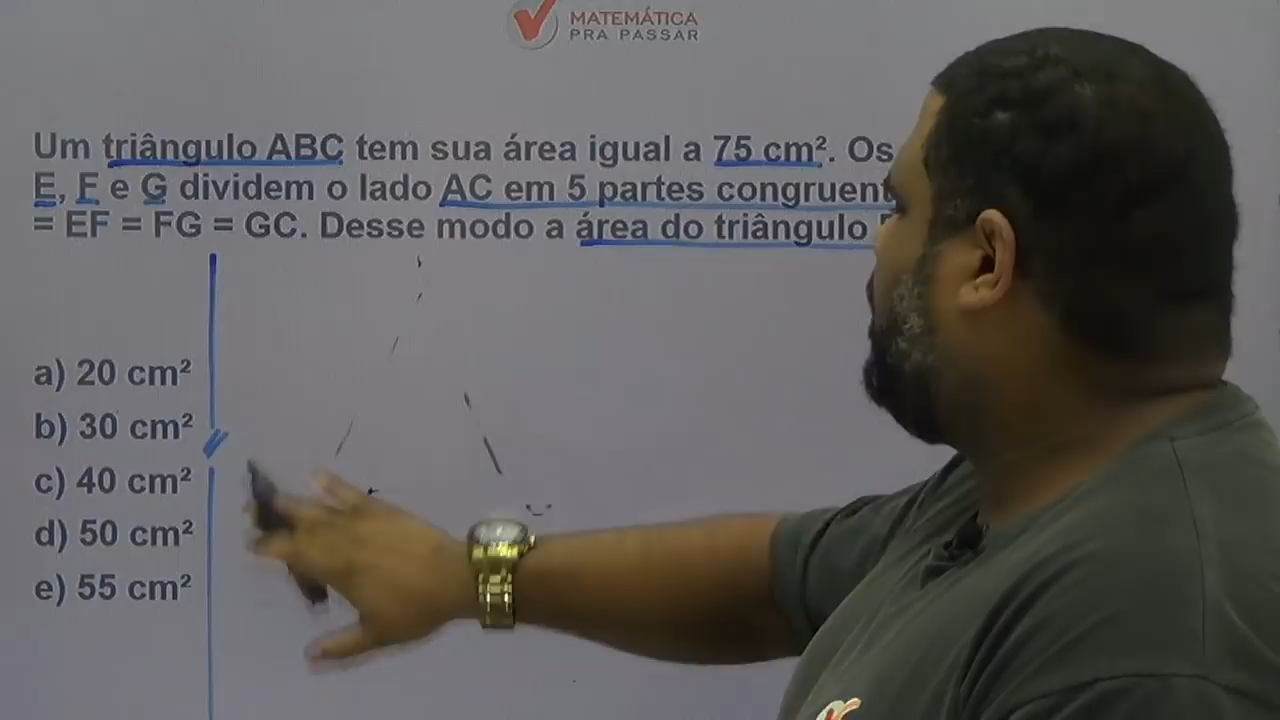 MATEMÁTICA
PRA PASSAR
Um triângulo ABC tem sua área igual a 75 cm². Os
E, F e G dividem o lado AC em 5 partes
= EF = FG = GC. Desse modo a área do triângulo
a) 20 cm²
b) 30 cm²
c) 40 cm²
d) 50 cm²
e) 55 cm²